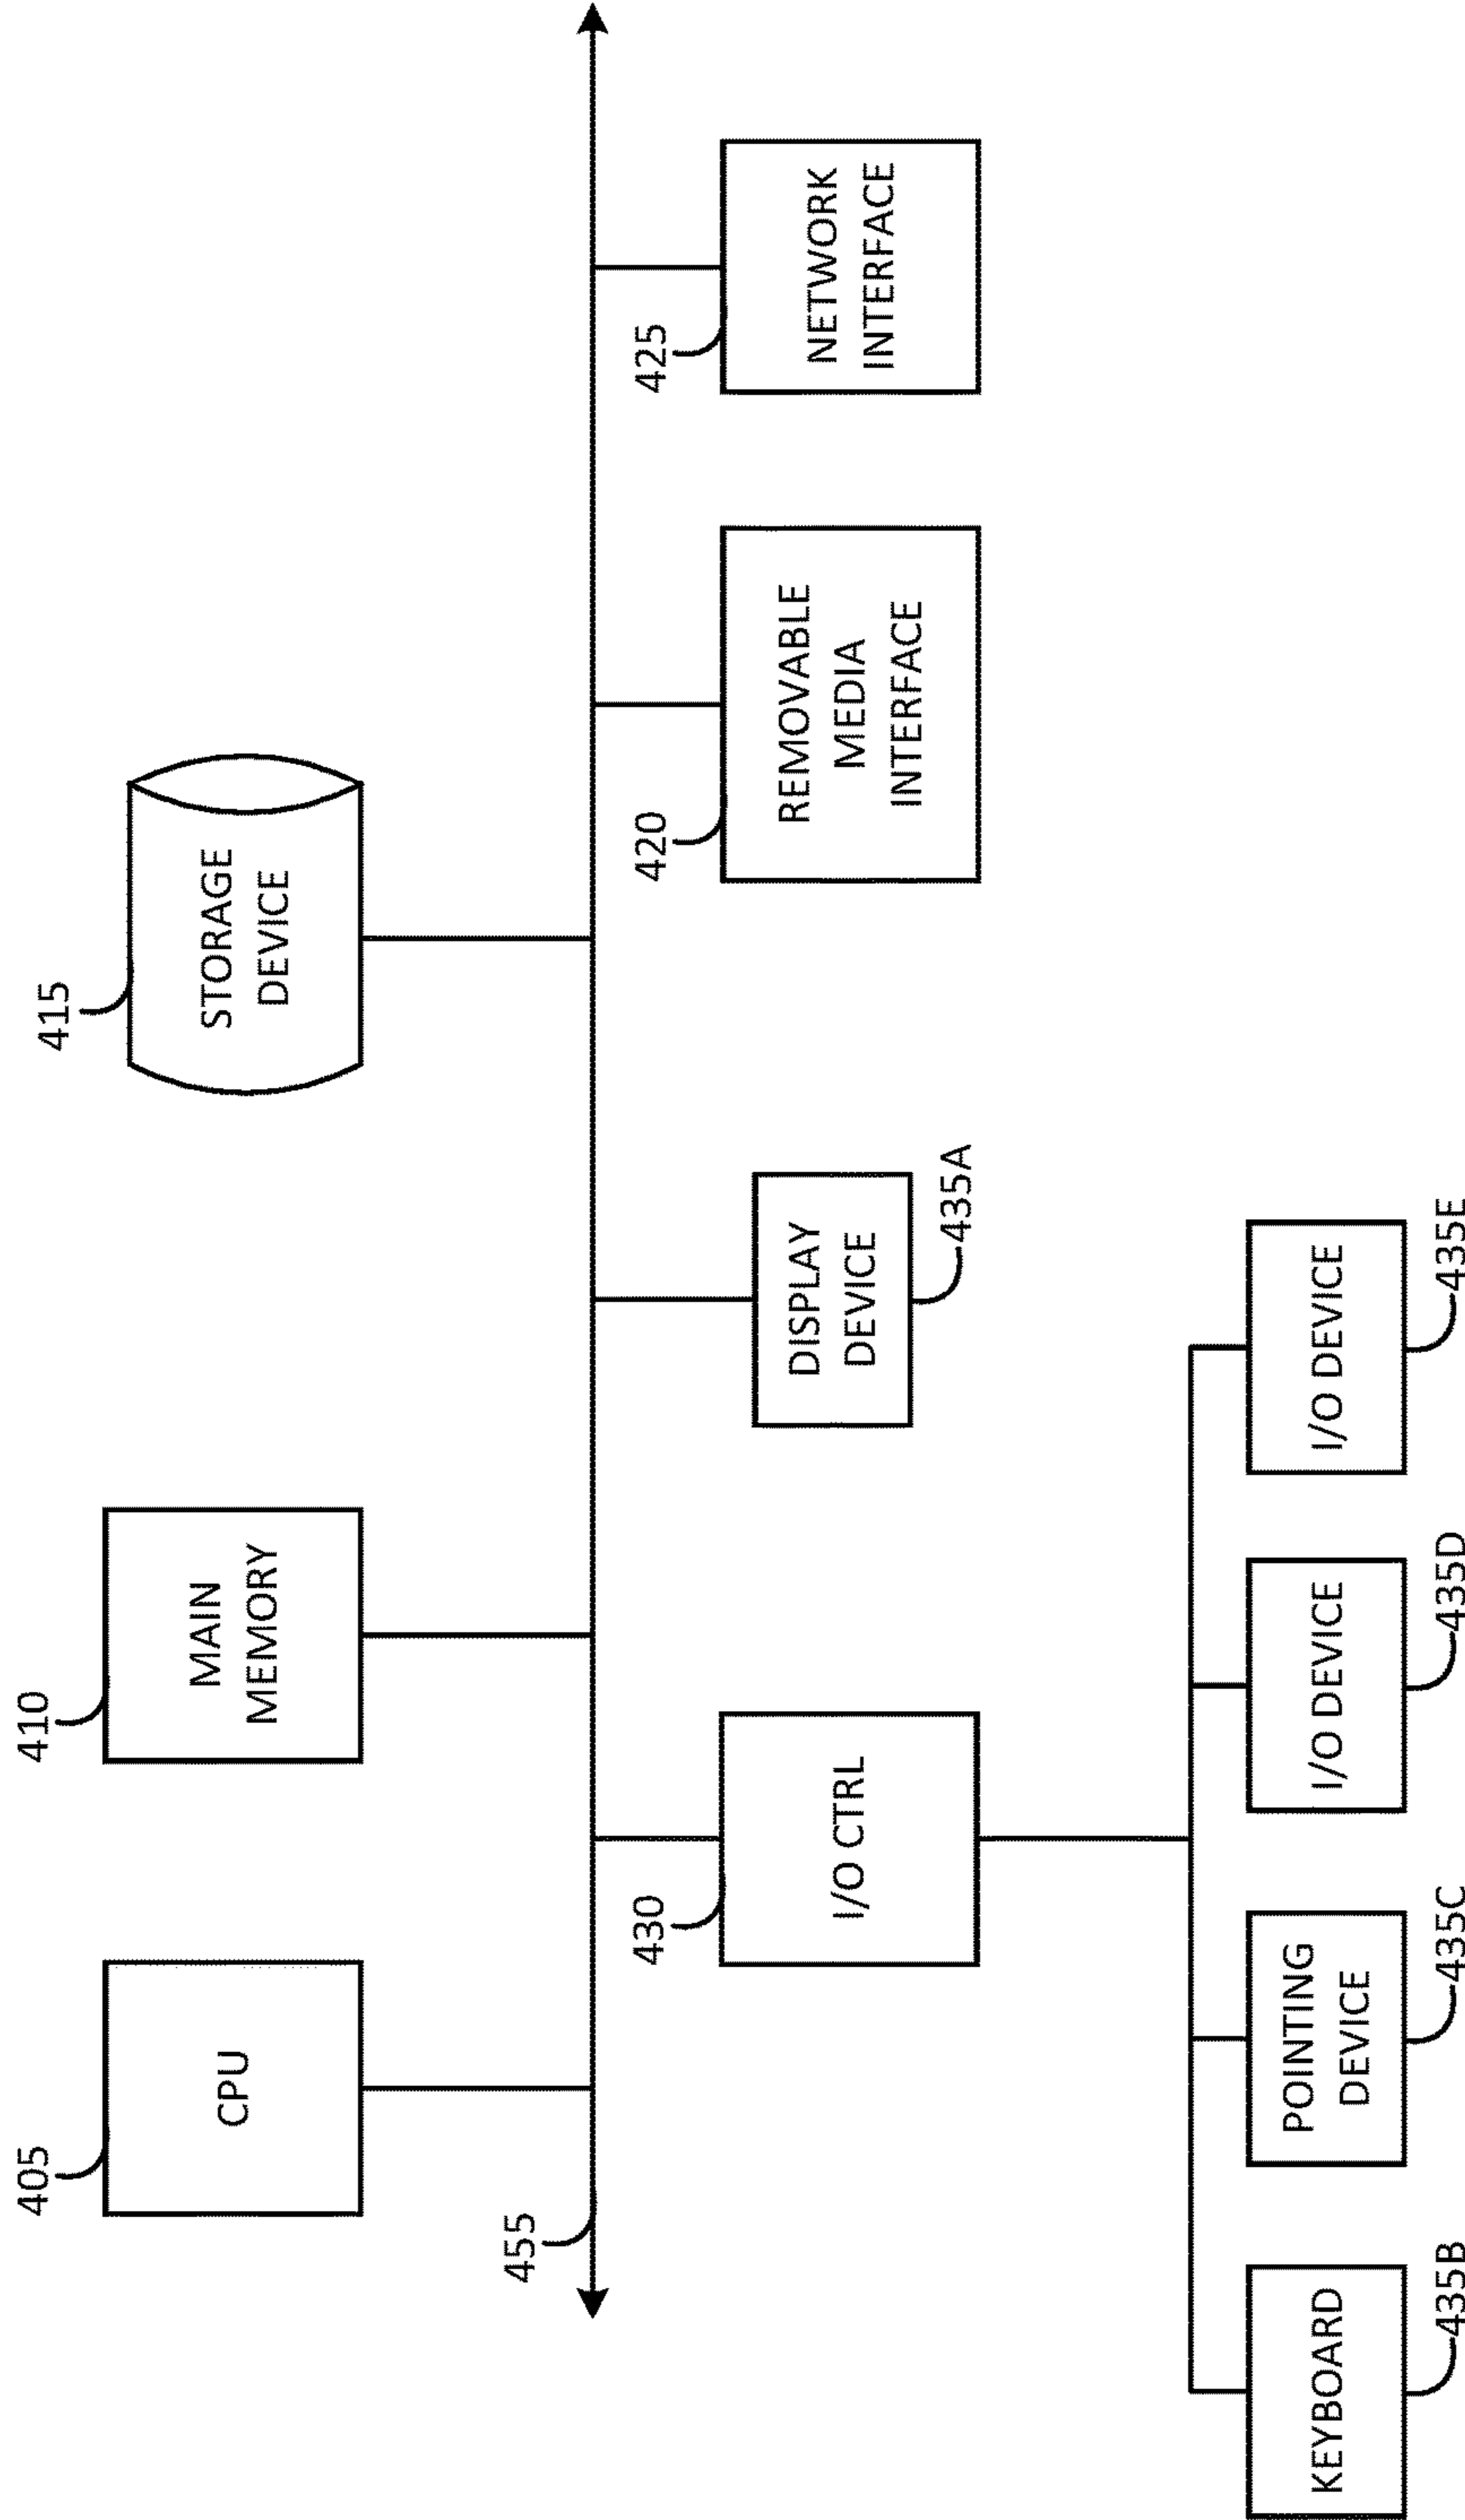 405
CPU
410
MAIN
MEMORY
415
STORAGE
DEVICE
455
430
I/O CTRL
DISPLAY
DEVICE
435A
420
REMOVABLE
MEDIA
INTERFACE
425
NETWORK
INTERFACE
KEYBOARD
435B
POINTING
DEVICE
435C
I/O DEVICE
435D
I/O DEVICE
435E